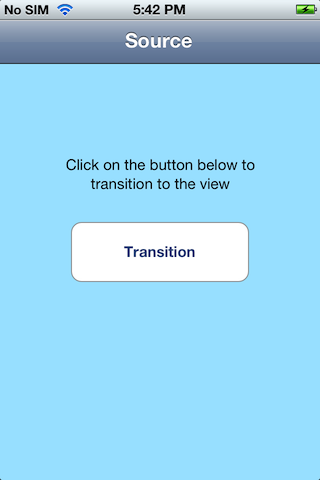 No SIM 5:42 PM
Source
Click on the button below to
transition to the view
Transition